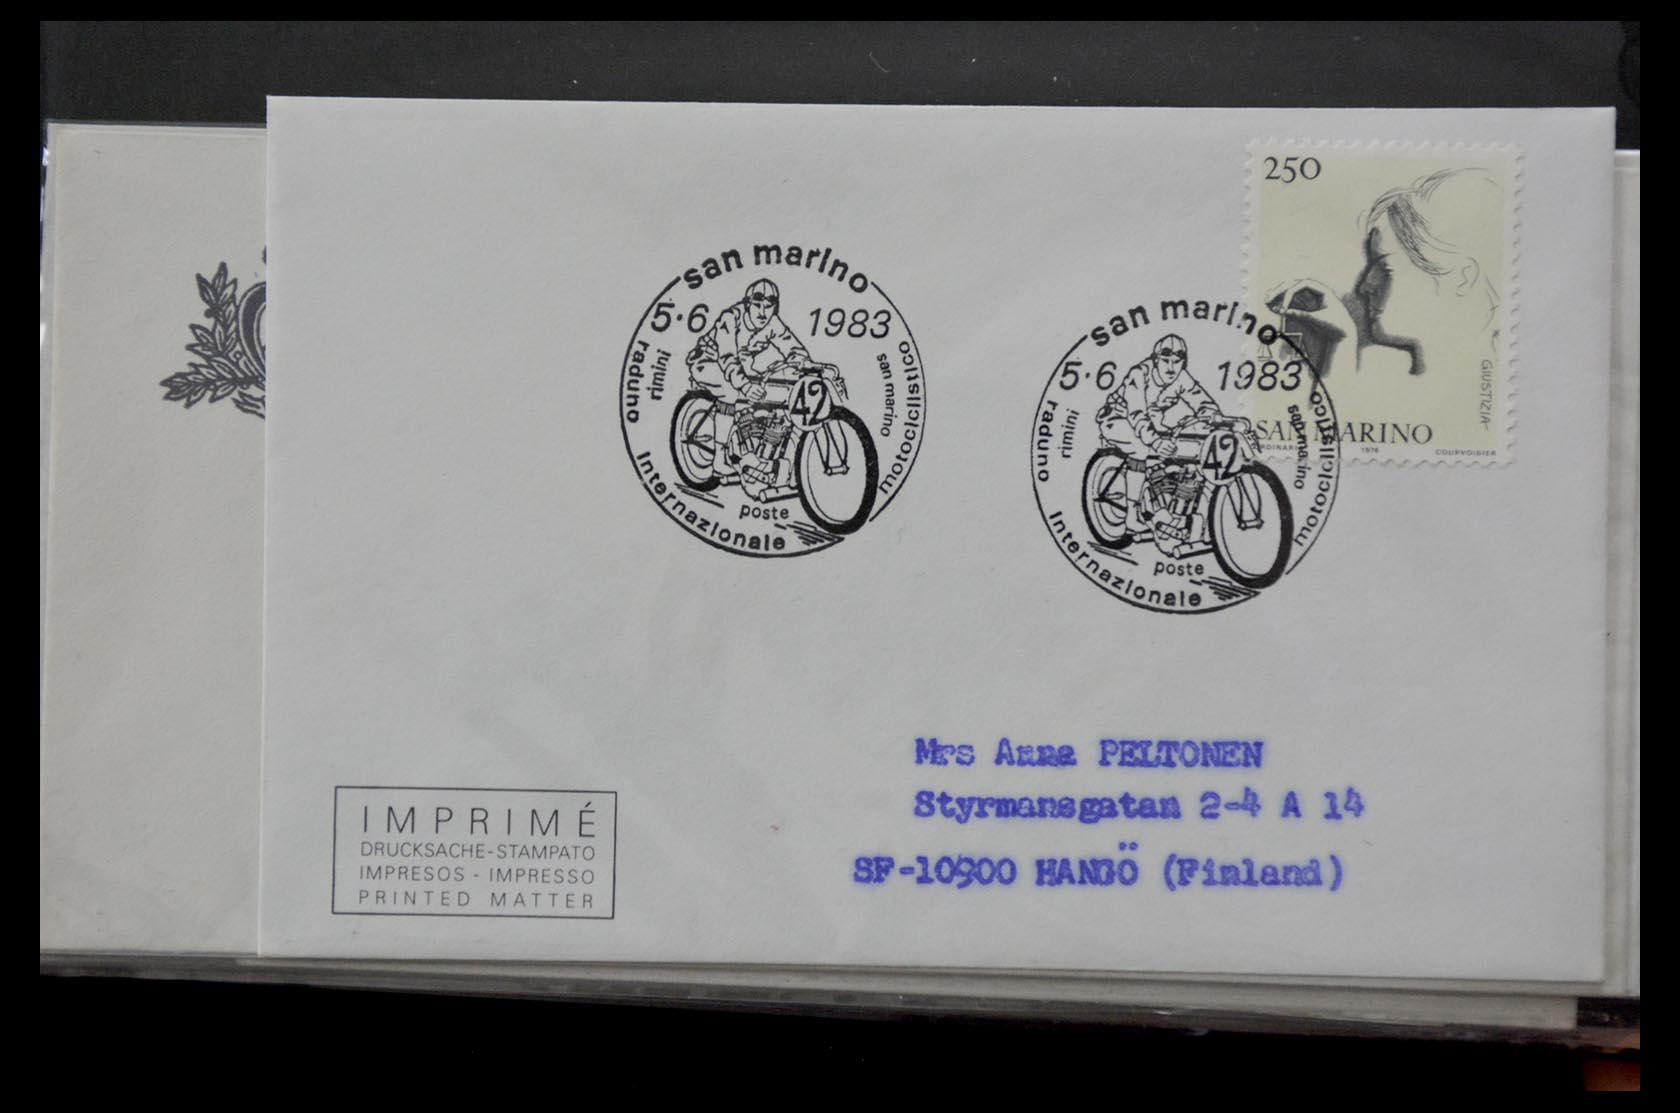 250
GIUSTIZIA
SAN MARINO
1976
COURVOISIER
san marino
5·6 1983
rimini
san marino
42
poste
raduno internazionale motociclistico
san marino
5·6 1983
rimini
san marino
42
poste
raduno internazionale motociclistico
Mrs Anna PELTONEN
Styrmansgatan 2-4 A 14
SF-10900 HANGÖ (Finland)
IMPRIMÉ
DRUCKSACHE-STAMPATO
IMPRESOS - IMPRESSO
PRINTED MATTER